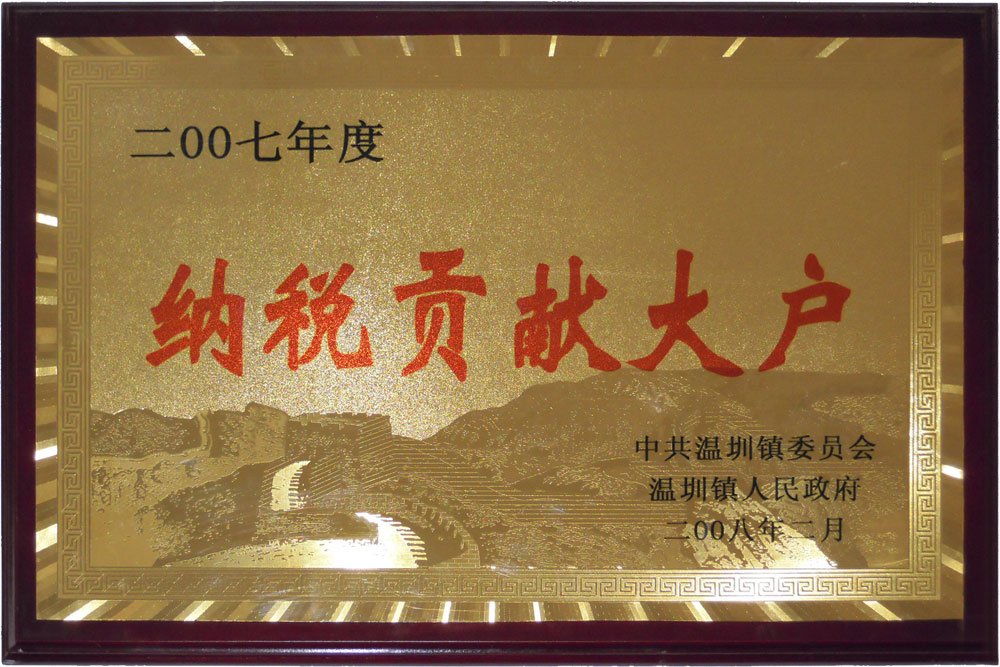 二00七年度
纳税贡献大户
中共温圳镇委员会
温圳镇人民政府
二00八年二月